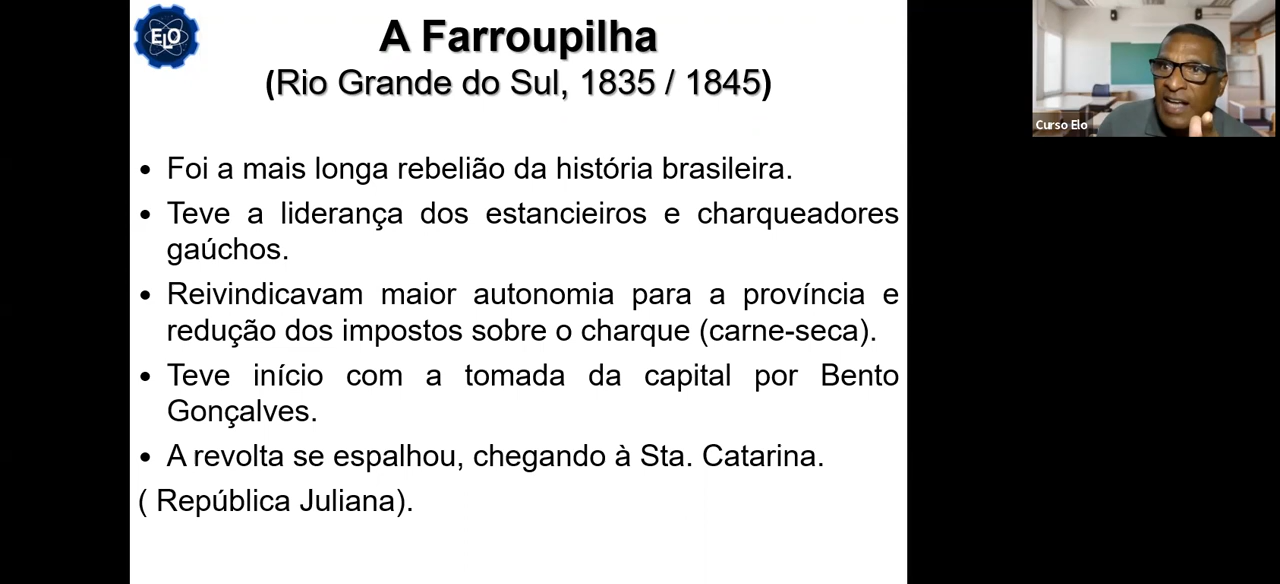 ELO
A Farroupilha
(Rio Grande do Sul, 1835 / 1845)
• Foi a mais longa rebelião da história brasileira.
• Teve a liderança dos estancieiros e charqueadores
gaúchos.
• Reivindicavam maior autonomia para a província e
redução dos impostos sobre o charque (carne-seca).
• Teve início com a tomada da capital por Bento
Gonçalves.
• A revolta se espalhou, chegando à Sta. Catarina.
( República Juliana).
Curso Elo